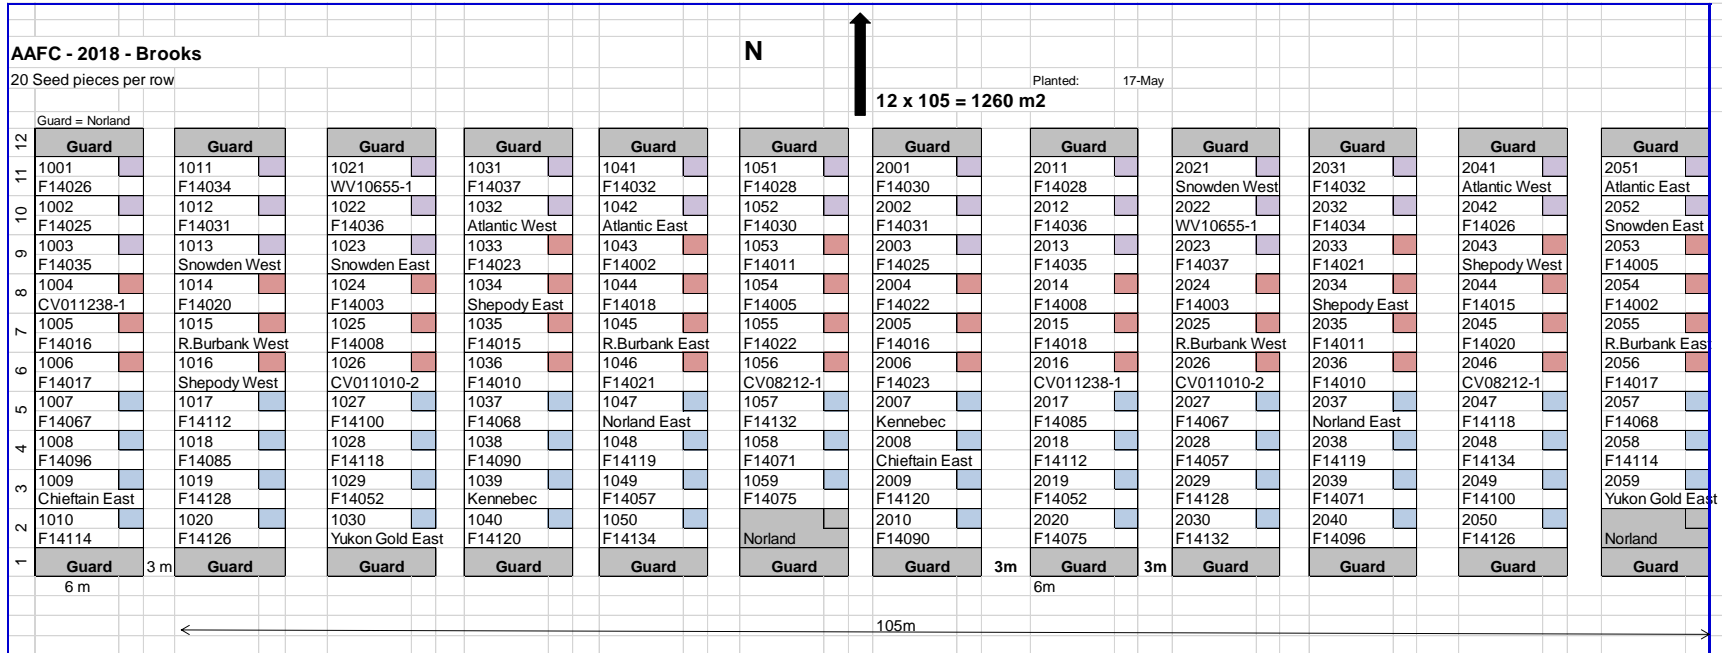 AAFC - 2018 - Brooks N
20 Seed pieces per row Planted: 17-May
12 x 105 = 1260 m2
Guard = Norland
12 Guard Guard Guard Guard Guard Guard Guard Guard Guard Guard Guard Guard
11 1001 1011 1021 1031 1041 1051 2001 2011 2021 2031 2041 2051
F14026 F14034 WV10655-1 F14037 F14032 F14028 F14030 F14028 Snowden West F14032 Atlantic West Atlantic East
10 1002 1012 1022 1032 1042 1052 2002 2012 2022 2032 2042 2052
F14025 F14031 F14036 Atlantic West Atlantic East F14030 F14031 F14036 WV10655-1 F14034 F14026 Snowden East
9 1003 1013 1023 1033 1043 1053 2003 2013 2023 2033 2043 2053
F14035 Snowden West Snowden East F14023 F14002 F14011 F14025 F14035 F14037 F14021 Shepody West F14005
8 1004 1014 1024 1034 1044 1054 2004 2014 2024 2034 2044 2054
CV011238-1 F14020 F14003 Shepody East F14018 F14005 F14022 F14008 F14003 Shepody East F14015 F14002
7 1005 1015 1025 1035 1045 1055 2005 2015 2025 2035 2045 2055
F14016 R.Burbank West F14008 F14015 R.Burbank East F14022 F14016 F14018 R.Burbank West F14011 F14020 R.Burbank East
6 1006 1016 1026 1036 1046 1056 2006 2016 2026 2036 2046 2056
F14017 Shepody West CV011010-2 F14010 F14021 CV08212-1 F14023 CV011238-1 CV011010-2 F14010 CV08212-1 F14017
5 1007 1017 1027 1037 1047 1057 2007 2017 2027 2037 2047 2057
F14067 F14112 F14100 F14068 Norland East F14132 Kennebec F14085 F14067 Norland East F14118 F14068
4 1008 1018 1028 1038 1048 1058 2008 2018 2028 2038 2048 2058
F14096 F14085 F14118 F14090 F14119 F14071 Chieftain East F14112 F14057 F14119 F14134 F14114
3 1009 1019 1029 1039 1049 1059 2009 2019 2029 2039 2049 2059
Chieftain East F14128 F14052 Kennebec F14057 F14075 F14120 F14052 F14128 F14071 F14100 Yukon Gold East
2 1010 1020 1030 1040 1050 2010 2020 2030 2040 2050
F14114 F14126 Yukon Gold East F14120 F14134 Norland F14090 F14075 F14132 F14096 F14126 Norland
1 Guard 3 m Guard Guard Guard Guard Guard Guard 3m Guard 3m Guard Guard Guard Guard
6 m 6m
105m